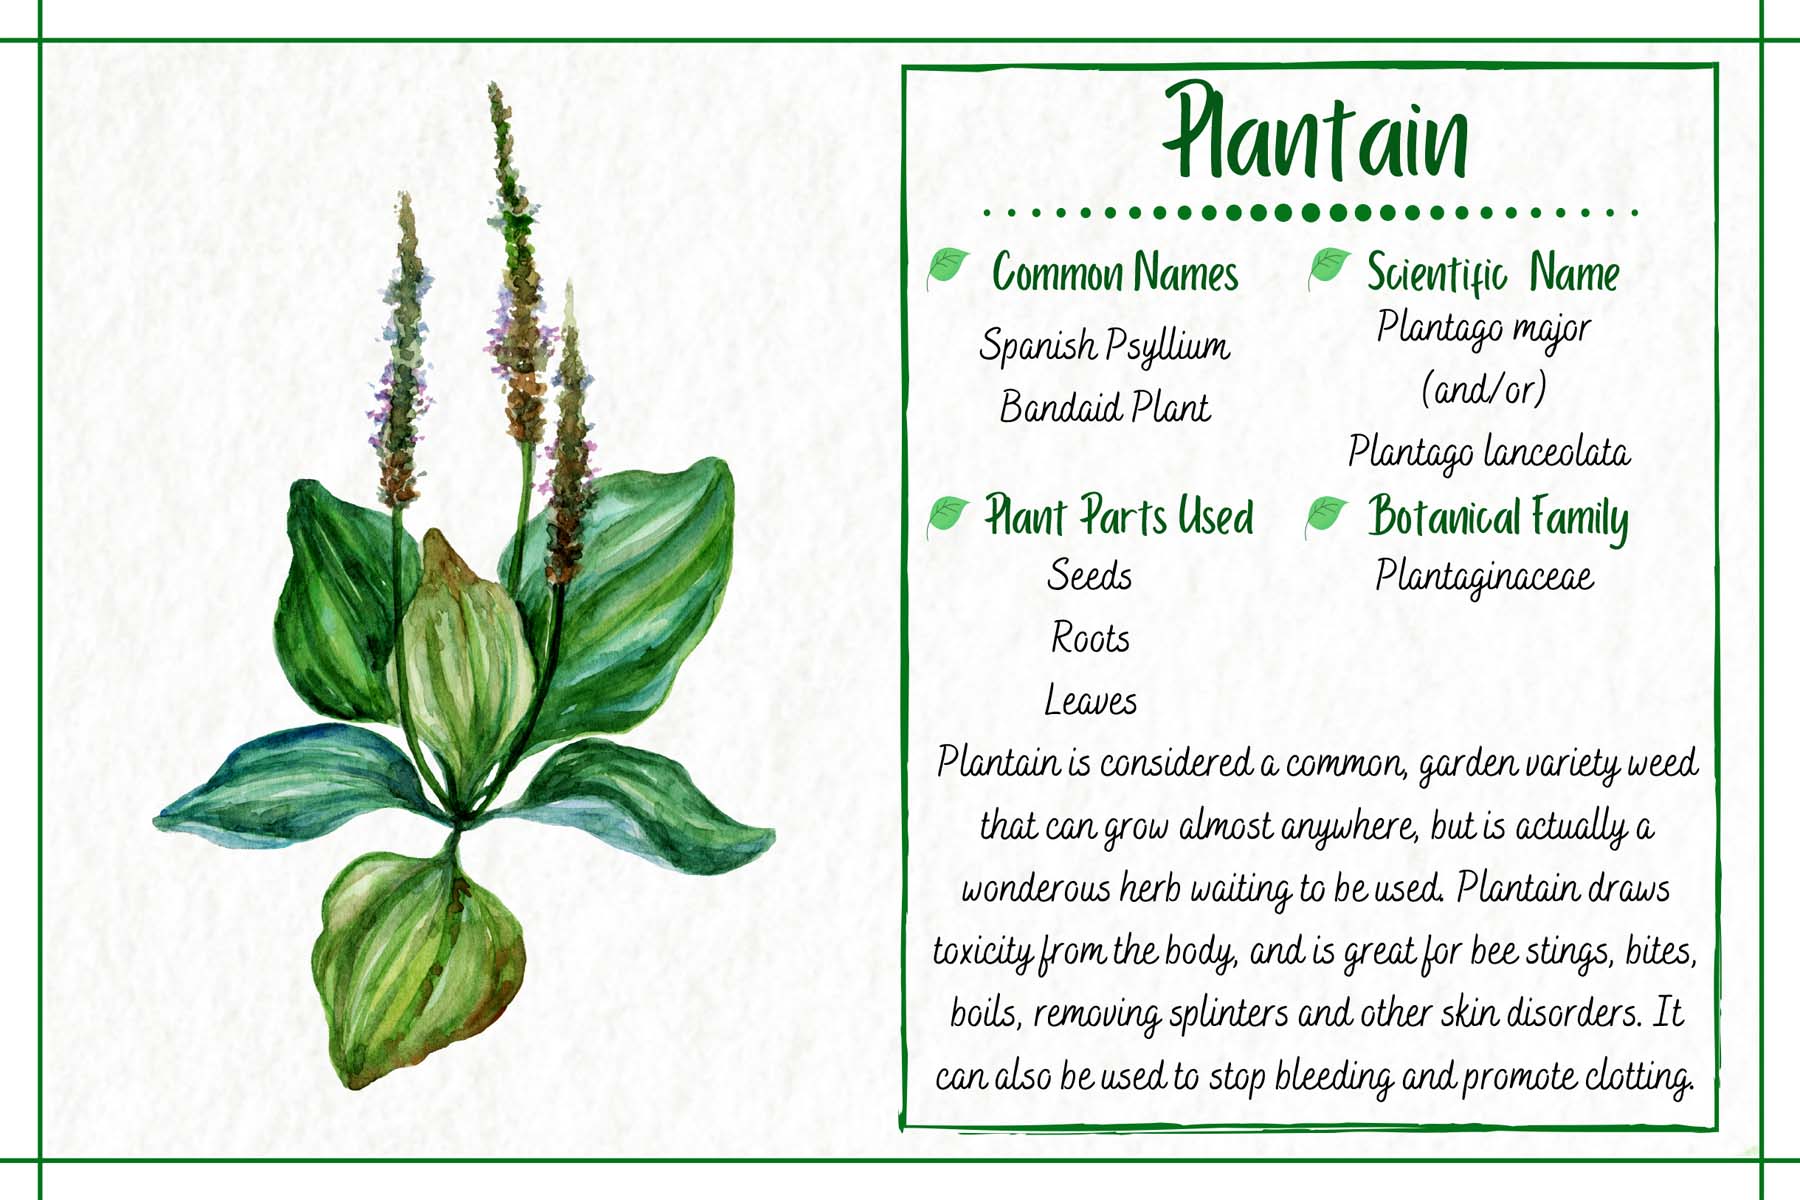 Plantain
Common Names
Spanish Psyllium
Bandaid Plant
Scientific Name
Plantago major
(and/or)
Plantago lanceolata
Plant Parts Used
Seeds
Roots
Leaves
Botanical Family
Plantaginaceae
Plantain is considered a common, garden variety weed
that can grow almost anywhere, but is actually a
wonderous herb waiting to be used. Plantain draws
toxicity from the body, and is great for bee stings, bites,
boils, removing splinters and other skin disorders. It
can also be used to stop bleeding and promote clotting.